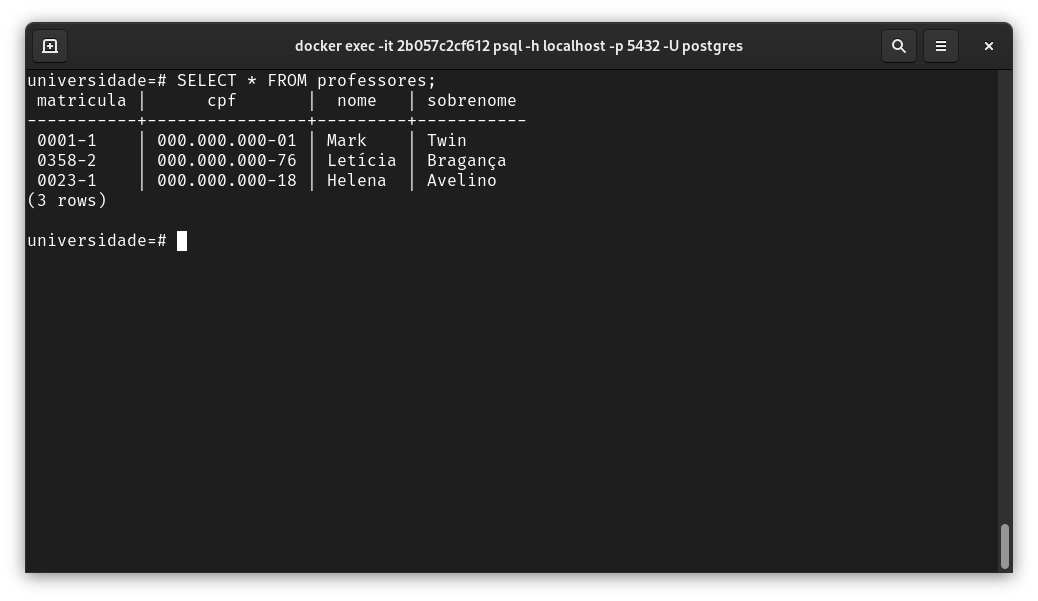 docker exec -it 2b057c2cf612 psql -h localhost -p 5432 -U postgres
universidade=# SELECT * FROM professores;
 matricula |      cpf       |  nome   | sobrenome
-----------+----------------+---------+-----------
 0001-1    | 000.000.000-01 | Mark    | Twin
 0358-2    | 000.000.000-76 | Letícia | Bragança
 0023-1    | 000.000.000-18 | Helena  | Avelino
(3 rows)
universidade=#